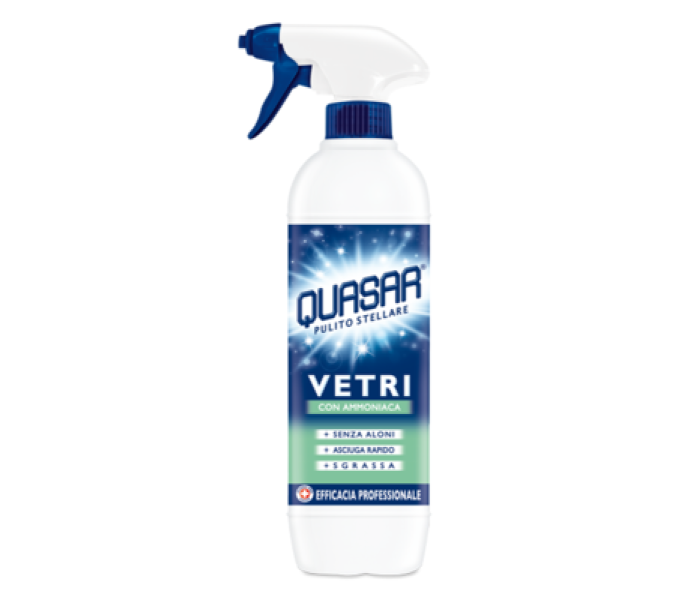 QUASAR®
PULITO STELLARE
VETRI
CON AMMONIACA
+ SENZA ALONI
+ ASCIUGA RAPIDO
+ SGRASSA
EFFICACIA PROFESSIONALE